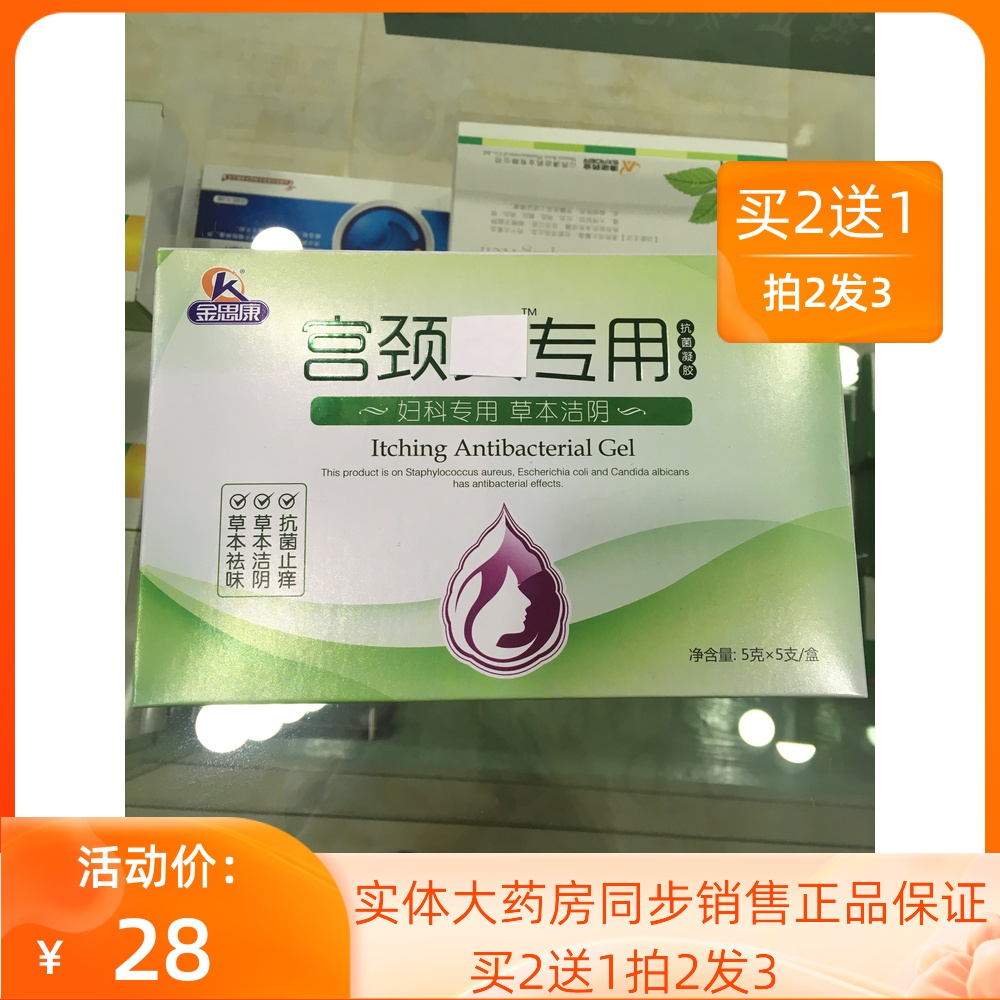 买2送1
拍2发3
K®
金思康
宫颈 专用
TM
抗菌凝胶
妇科专用 草本洁阴
Itching Antibacterial Gel
This product is on Staphylococcus aureus, Escherichia coli and Candida albicans
has antibacterial effects.
抗菌止痒
草本洁阴
草本祛味
净含量: 5克×5支/盒
活动价:
¥ 28
实体大药房同步销售正品保证
买2送1拍2发3